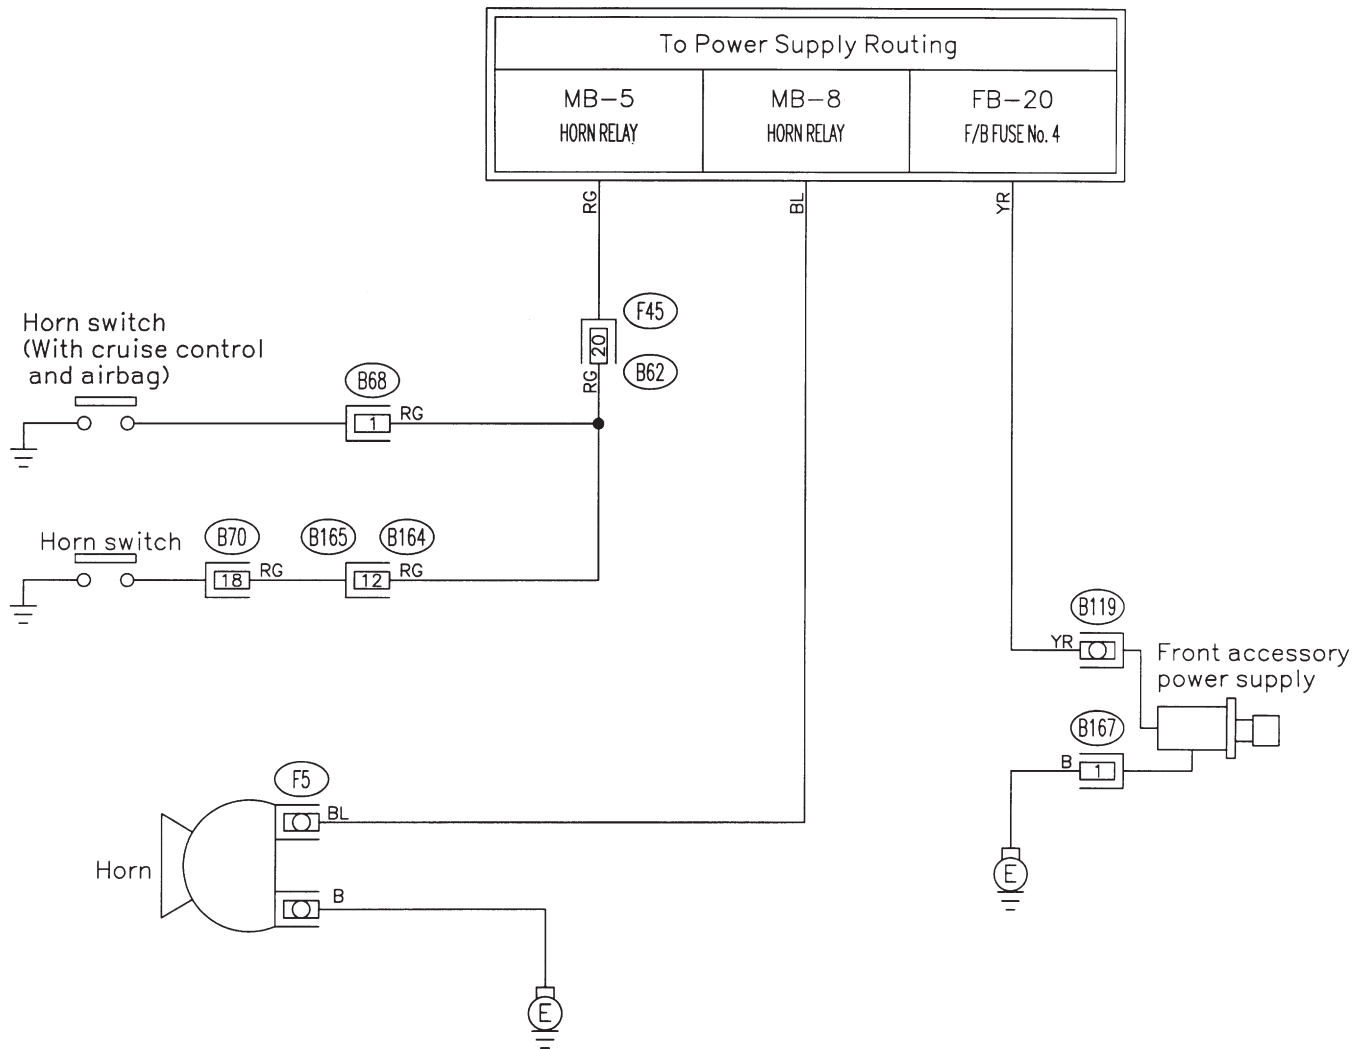 To Power Supply Routing
MB-5
HORN RELAY
MB-8
HORN RELAY
FB-20
F/B FUSE No. 4
RG
BL
YR
F45
20
B62
RG
Horn switch
(With cruise control
and airbag)
B68
1
RG
Horn switch
B70
18
RG
B165
B164
12
RG
B119
YR
Front accessory
power supply
B167
B
1
E
F5
BL
Horn
B
E